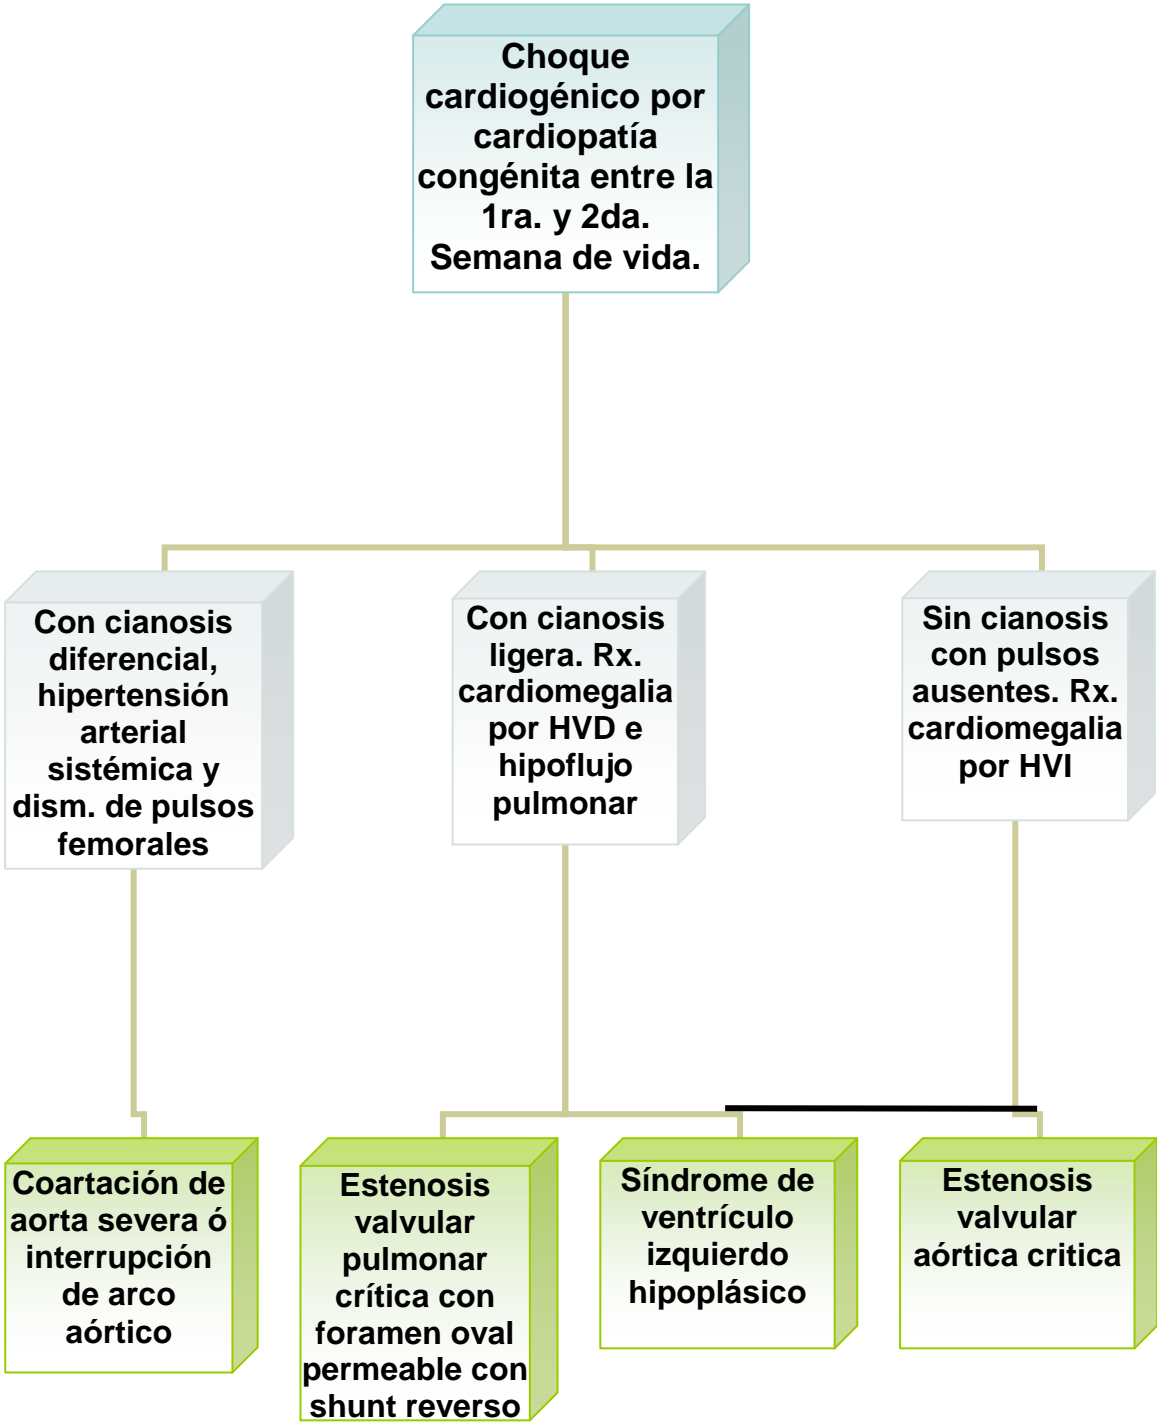 Choque
cardiogénico por
cardiopatía
congénita entre la
1ra. y 2da.
Semana de vida.
Con cianosis
diferencial,
hipertensión
arterial
sistémica y
dism. de pulsos
femorales
Con cianosis
ligera. Rx.
cardiomegalia
por HVD e
hipoflujo
pulmonar
Sin cianosis
con pulsos
ausentes. Rx.
cardiomegalia
por HVI
Coartación de
aorta severa ó
interrupción
de arco
aórtico
Estenosis
valvular
pulmonar
crítica con
foramen oval
permeable con
shunt reverso
Síndrome de
ventrículo
izquierdo
hipoplásico
Estenosis
valvular
aórtica critica